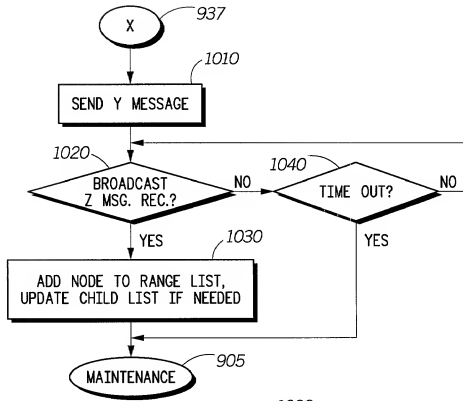 X
937
1010
SEND Y MESSAGE
1020
BROADCAST
Z MSG. REC.?
NO
1040
TIME OUT?
NO
YES
YES
1030
ADD NODE TO RANGE LIST,
UPDATE CHILD LIST IF NEEDED
MAINTENANCE
905